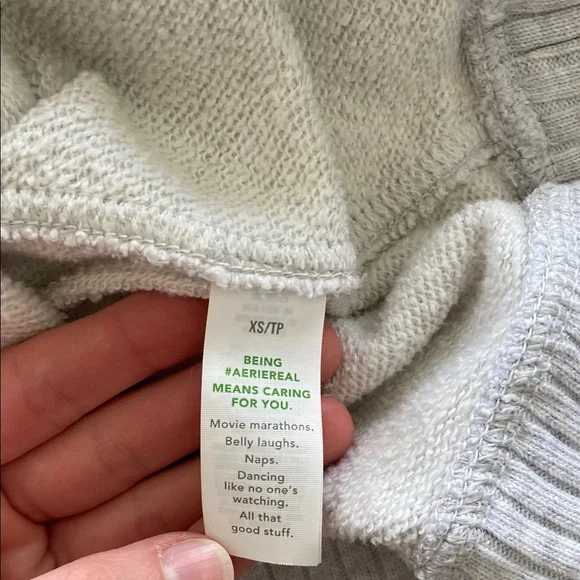 XS/TP
BEING
#AERIEREAL
MEANS CARING
FOR YOU.
Movie marathons.
Belly laughs.
Naps.
Dancing
like no one's
watching.
All that
good stuff.